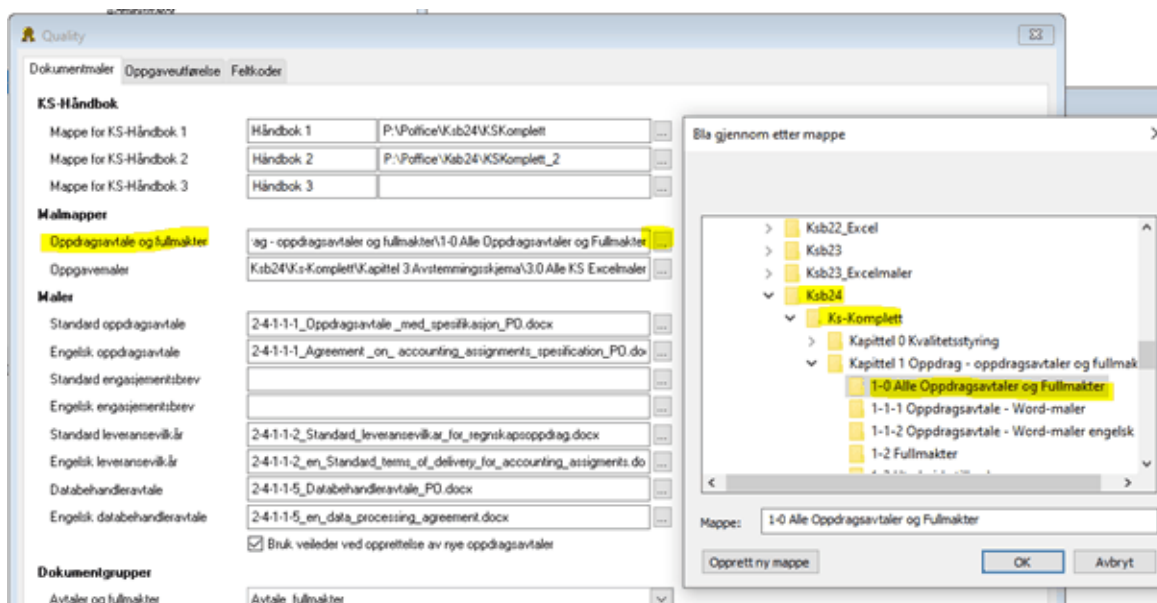 Quality
Dokumentmaler Oppgaveutførelse Feltkoder
KS-Håndbok
Mappe for KS-Håndbok 1 Håndbok 1 P:\Poffice\Ksb24\KSKomplett ...
Mappe for KS-Håndbok 2 Håndbok 2 P:\Poffice\Ksb24\KSKomplett_2 ...
Mappe for KS-Håndbok 3 Håndbok 3 ...
Malmapper
Oppdragsavtale og fullmakter ag - oppdragsavtaler og fullmakter\1-0 Alle Oppdragsavtaler og Fullmakter ...
Oppgavemaler Ksb24\Ks-Komplett\Kapittel 3 Avstemmingsskjema\3.0 Alle KS Excelmaler ...
Maler
Standard oppdragsavtale 2-4-1-1-1_Oppdragsavtale _med_spesifikasjon_PO.docx ...
Engelsk oppdragsavtale 2-4-1-1-1_Agreement _on_ accounting_assignments_spesification_PO.do ...
Standard engasjementsbrev ...
Engelsk engasjementsbrev ...
Standard leveransevilkår 2-4-1-1-2_Standard_leveransevilkar_for_regnskapsoppdrag.docx ...
Engelsk leveransevilkår 2-4-1-1-2_en_Standard_terms_of_delivery_for_accounting_assigments.do ...
Databehandleravtale 2-4-1-1-5_Databehandleravtale_PO.docx ...
Engelsk databehandleravtale 2-4-1-1-5_en_data_processing_agreement.docx ...
Bruk veileder ved opprettelse av nye oppdragsavtaler
Dokumentgrupper
Avtaler og fullmakter Avtale_fullmakter
Bla gjennom etter mappe
Ksb22_Excel
Ksb23
Ksb23_Excelmaler
Ksb24
Ks-Komplett
Kapittel 0 Kvalitetsstyring
Kapittel 1 Oppdrag - oppdragsavtaler og fullmak
1-0 Alle Oppdragsavtaler og Fullmakter
1-1-1 Oppdragsavtale - Word-maler
1-1-2 Oppdragsavtale - Word-maler engelsk
1-2 Fullmakter
Mappe: 1-0 Alle Oppdragsavtaler og Fullmakter
Opprett ny mappe OK Avbryt